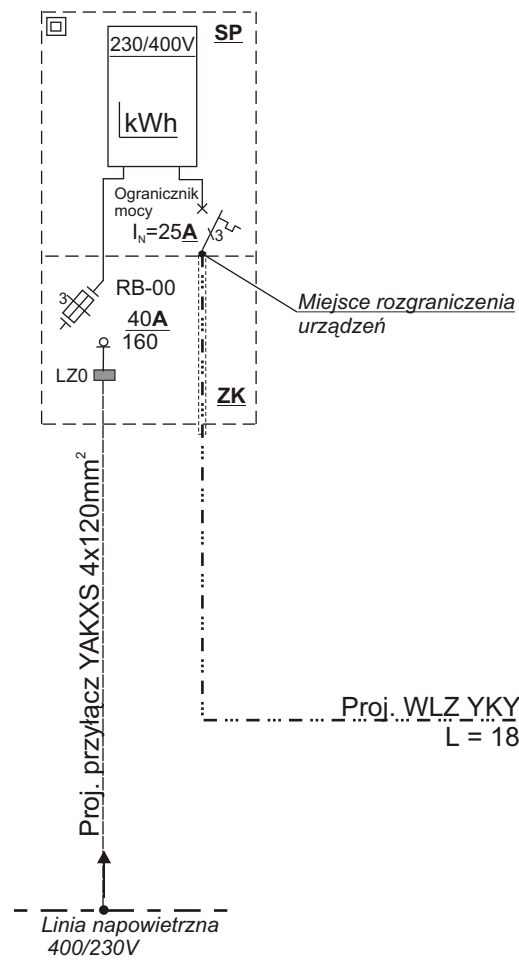 SP
230/400V
kWh
Ogranicznik
mocy
I_N=25A
3
3
RB-00
40A
160
Miejsce rozgraniczenia
urządzeń
LZ0
ZK
Proj. przyłącz YAKXS 4x120mm²
Proj. WLZ YKY
L = 18
Linia napowietrzna
400/230V